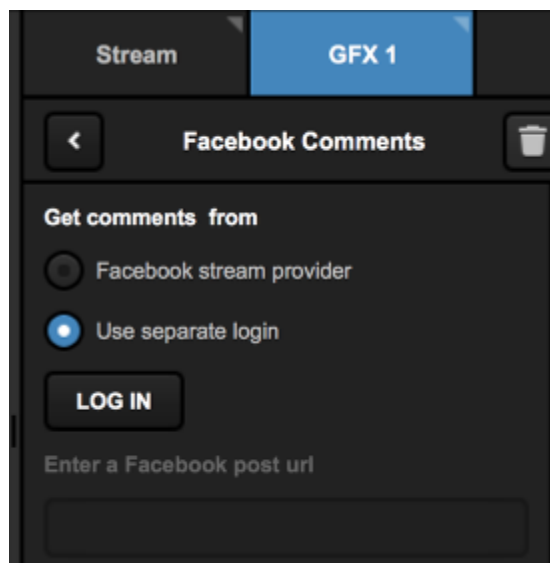 Stream GFX 1
Facebook Comments
Get comments from
Facebook stream provider
Use separate login
LOG IN
Enter a Facebook post url